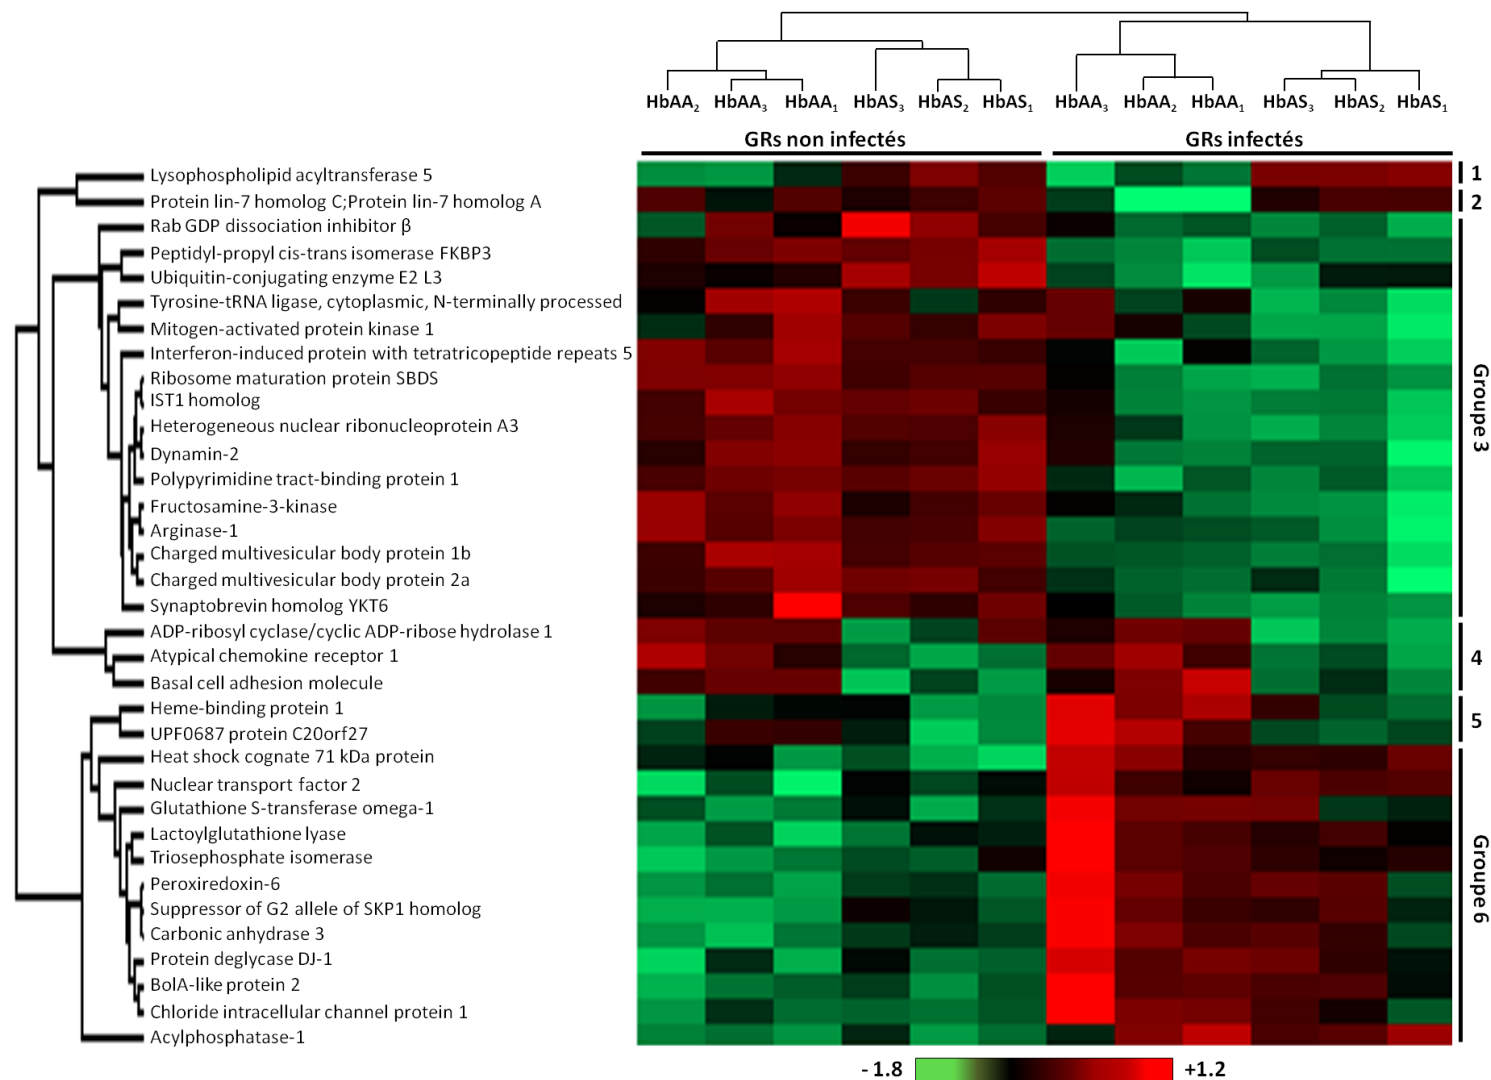 HbAA₂ HbAA₃ HbAA₁ HbAS₃ HbAS₂ HbAS₁ HbAA₃ HbAA₂ HbAA₁ HbAS₃ HbAS₂ HbAS₁
GRs non infectés GRs infectés
Lysophospholipid acyltransferase 5
Protein lin-7 homolog C;Protein lin-7 homolog A
Rab GDP dissociation inhibitor β
Peptidyl-propyl cis-trans isomerase FKBP3
Ubiquitin-conjugating enzyme E2 L3
Tyrosine-tRNA ligase, cytoplasmic, N-terminally processed
Mitogen-activated protein kinase 1
Interferon-induced protein with tetratricopeptide repeats 5
Ribosome maturation protein SBDS
IST1 homolog
Heterogeneous nuclear ribonucleoprotein A3
Dynamin-2
Polypyrimidine tract-binding protein 1
Fructosamine-3-kinase
Arginase-1
Charged multivesicular body protein 1b
Charged multivesicular body protein 2a
Synaptobrevin homolog YKT6
ADP-ribosyl cyclase/cyclic ADP-ribose hydrolase 1
Atypical chemokine receptor 1
Basal cell adhesion molecule
Heme-binding protein 1
UPF0687 protein C20orf27
Heat shock cognate 71 kDa protein
Nuclear transport factor 2
Glutathione S-transferase omega-1
Lactoylglutathione lyase
Triosephosphate isomerase
Peroxiredoxin-6
Suppressor of G2 allele of SKP1 homolog
Carbonic anhydrase 3
Protein deglycase DJ-1
BolA-like protein 2
Chloride intracellular channel protein 1
Acylphosphatase-1
1
2
Groupe 3
4
5
Groupe 6
- 1.8 +1.2